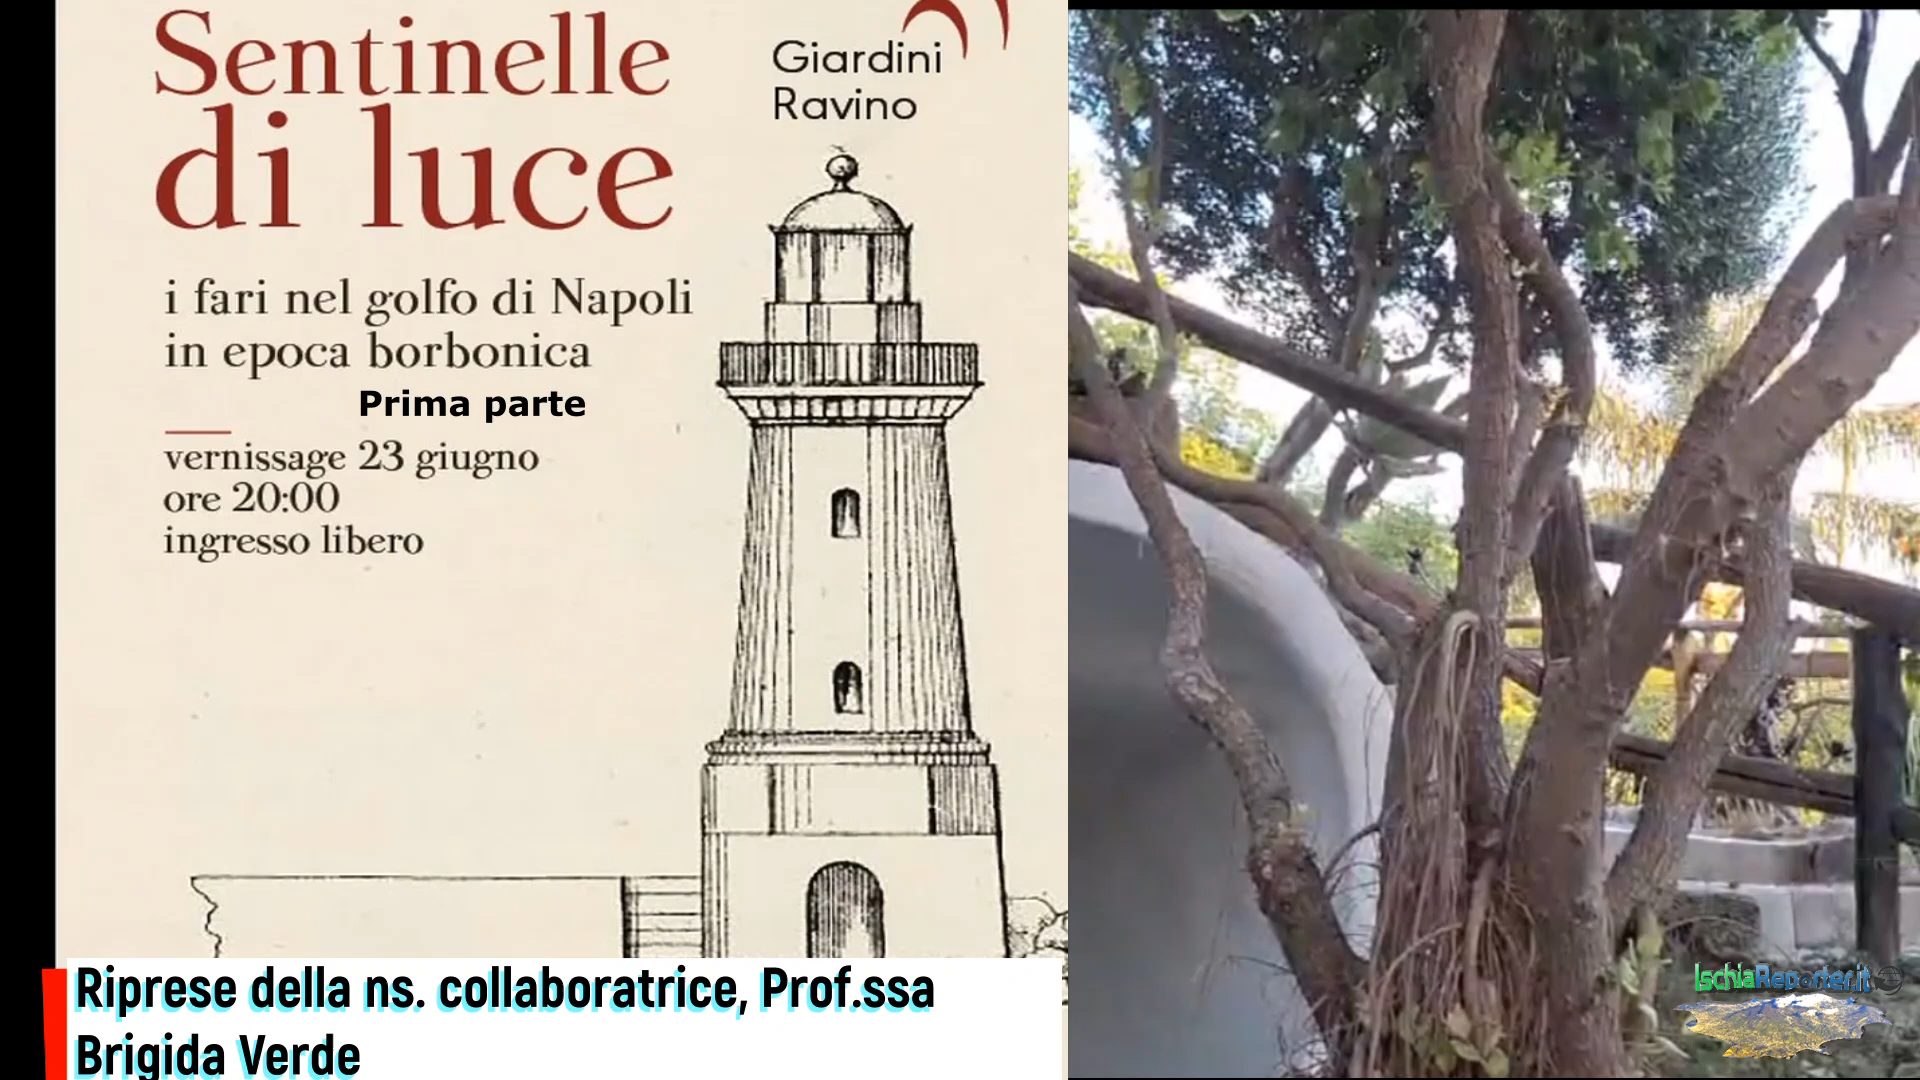 Sentinelle
di luce
Giardini
Ravino
i fari nel golfo di Napoli
in epoca borbonica
Prima parte
vernissage 23 giugno
ore 20:00
ingresso libero
Riprese della ns. collaboratrice, Prof.ssa
Brigida Verde
IschiaReporter.it